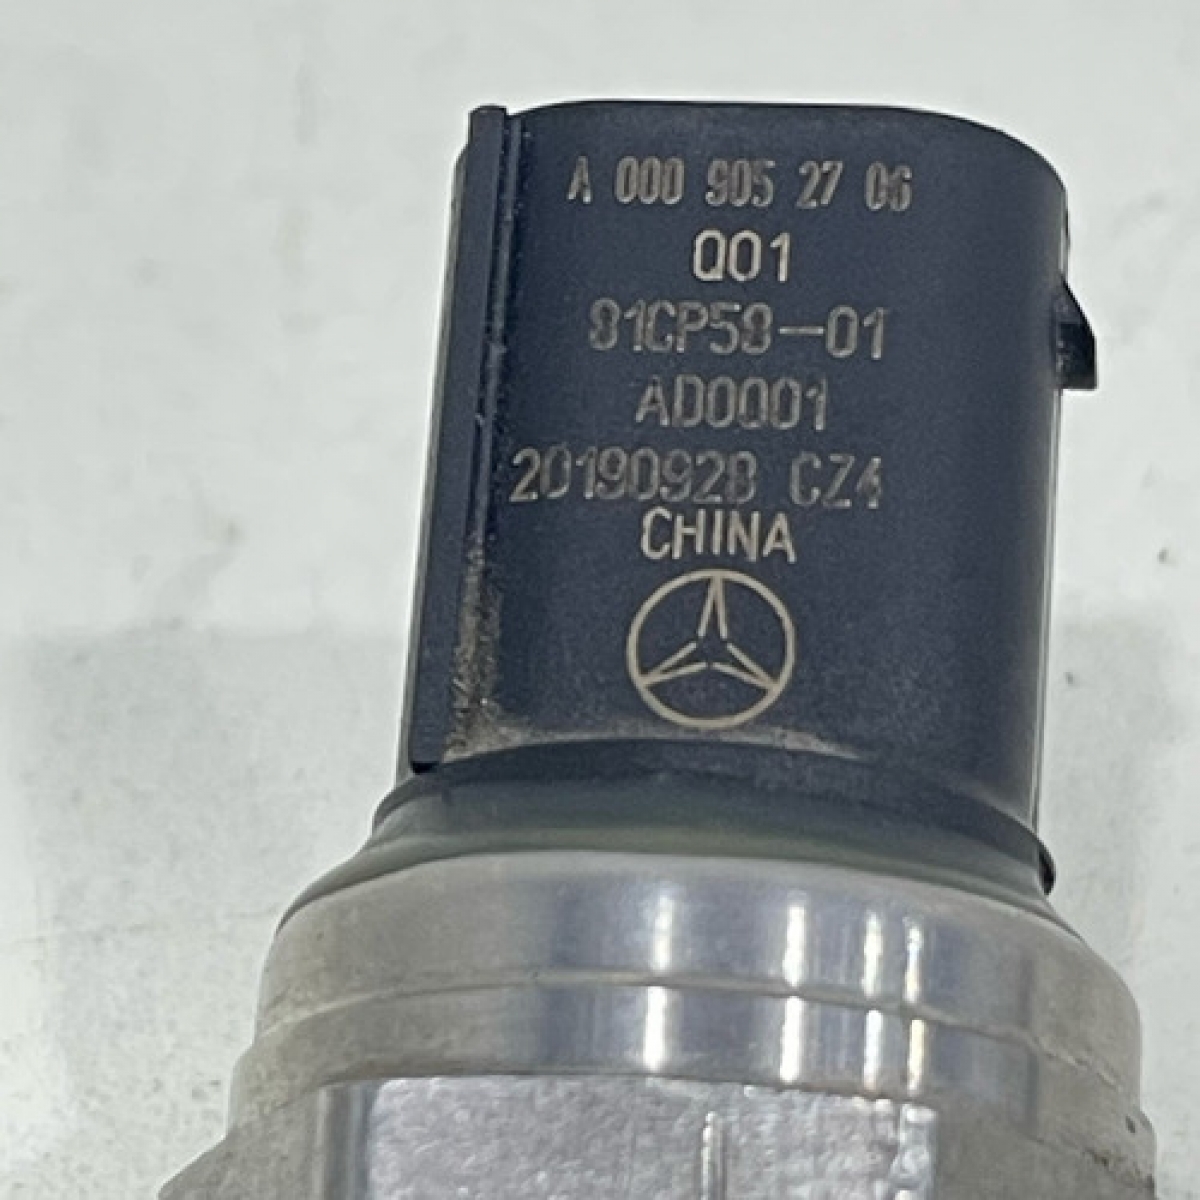 A 000 905 27 06
Q01
81CP58-01
AD0001
20190928 CZ4
CHINA